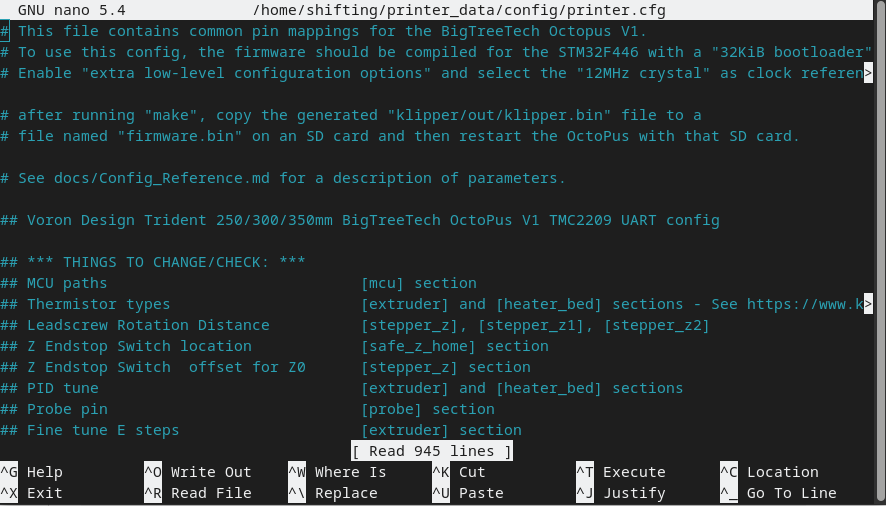 GNU nano 5.4 /home/shifting/printer_data/config/printer.cfg
# This file contains common pin mappings for the BigTreeTech Octopus V1.
# To use this config, the firmware should be compiled for the STM32F446 with a "32KiB bootloader"
# Enable "extra low-level configuration options" and select the "12MHz crystal" as clock referen>
# after running "make", copy the generated "klipper/out/klipper.bin" file to a
# file named "firmware.bin" on an SD card and then restart the OctoPus with that SD card.
# See docs/Config_Reference.md for a description of parameters.
## Voron Design Trident 250/300/350mm BigTreeTech OctoPus V1 TMC2209 UART config
## *** THINGS TO CHANGE/CHECK: ***
## MCU paths [mcu] section
## Thermistor types [extruder] and [heater_bed] sections - See https://www.k>
## Leadscrew Rotation Distance [stepper_z], [stepper_z1], [stepper_z2]
## Z Endstop Switch location [safe_z_home] section
## Z Endstop Switch  offset for Z0 [stepper_z] section
## PID tune [extruder] and [heater_bed] sections
## Probe pin [probe] section
## Fine tune E steps [extruder] section
[ Read 945 lines ]
^G Help ^O Write Out ^W Where Is ^K Cut ^T Execute ^C Location
^X Exit ^R Read File ^\ Replace ^U Paste ^J Justify ^_ Go To Line